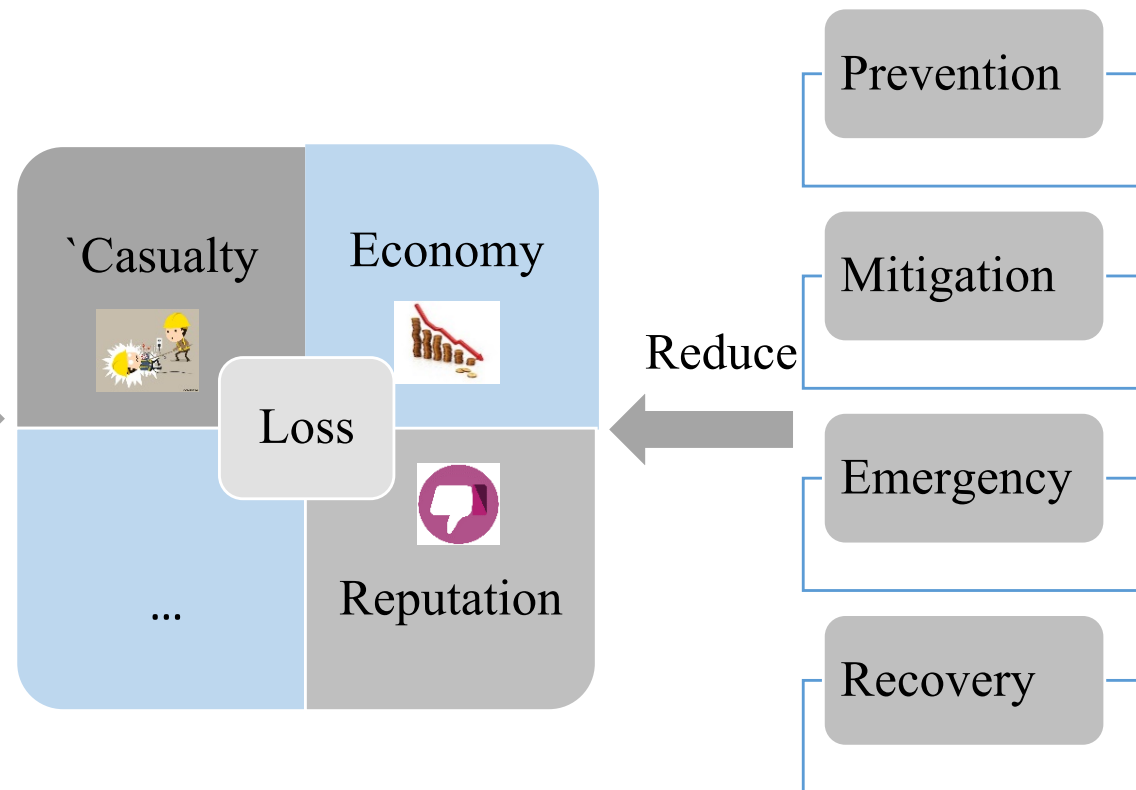 `Casualty
Economy
Loss
...
Reputation
Reduce
Prevention
Mitigation
Emergency
Recovery